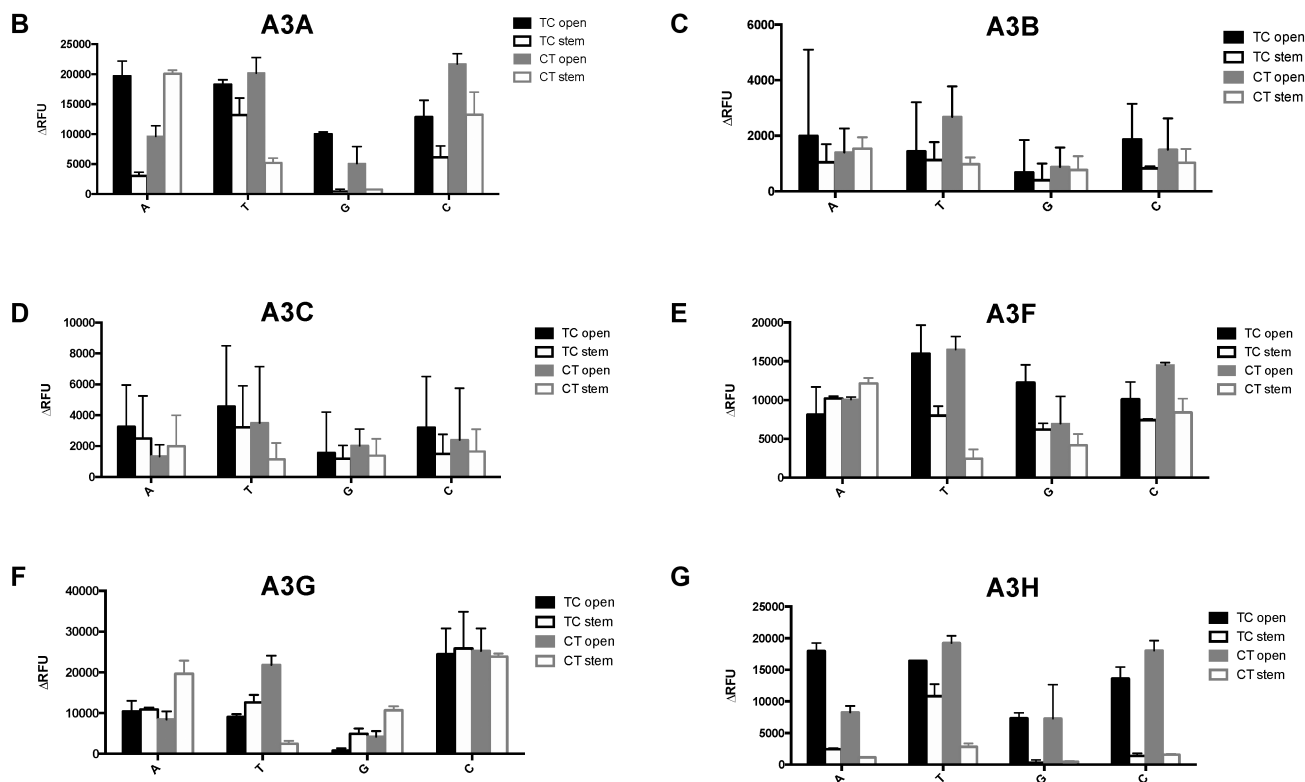 B
A3A
TC open
TC stem
CT open
CT stem
25000
20000
15000
10000
5000
0
ΔRFU
A
T
G
C
C
A3B
TC open
TC stem
CT open
CT stem
6000
4000
2000
0
ΔRFU
A
T
G
C
D
A3C
TC open
TC stem
CT open
CT stem
10000
8000
6000
4000
2000
0
ΔRFU
A
T
G
C
E
A3F
TC open
TC stem
CT open
CT stem
20000
15000
10000
5000
0
ΔRFU
A
T
G
C
F
A3G
TC open
TC stem
CT open
CT stem
40000
30000
20000
10000
0
ΔRFU
A
T
G
C
G
A3H
TC open
TC stem
CT open
CT stem
25000
20000
15000
10000
5000
0
ΔRFU
A
T
G
C